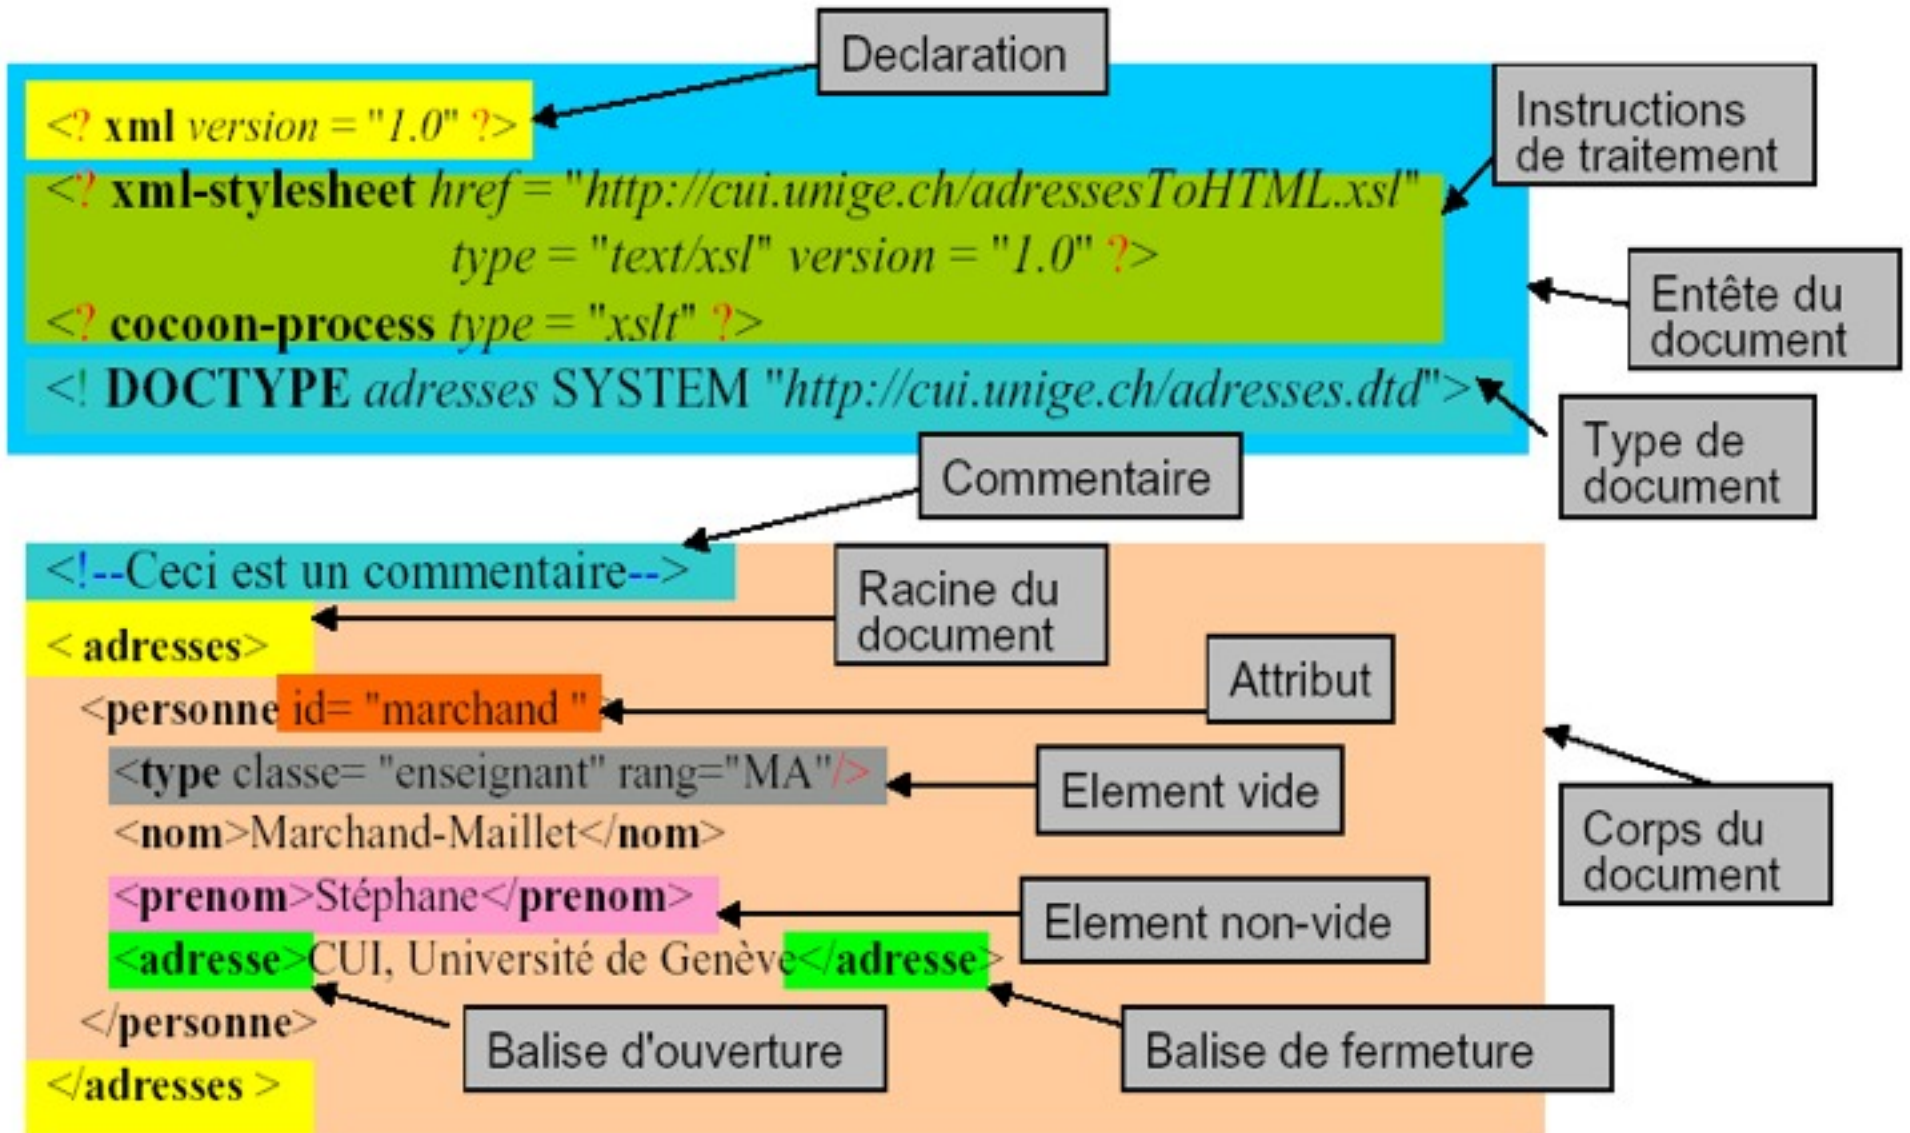 Declaration
<? xml version = "1.0" ?>
Instructions
de traitement
<? xml-stylesheet href = "http://cui.unige.ch/adressesToHTML.xsl"
type = "text/xsl" version = "1.0" ?>
Entête du
document
<? cocoon-process type = "xslt" ?>
<! DOCTYPE adresses SYSTEM "http://cui.unige.ch/adresses.dtd">
Type de
document
Commentaire
<!--Ceci est un commentaire-->
Racine du
document
< adresses>
Attribut
<personne id= "marchand " >
<type classe= "enseignant" rang="MA"/>
Element vide
<nom>Marchand-Maillet</nom>
Corps du
document
<prenom>Stéphane</prenom>
Element non-vide
<adresse>CUI, Université de Genève</adresse>
</personne>
Balise d'ouverture
Balise de fermeture
</adresses >